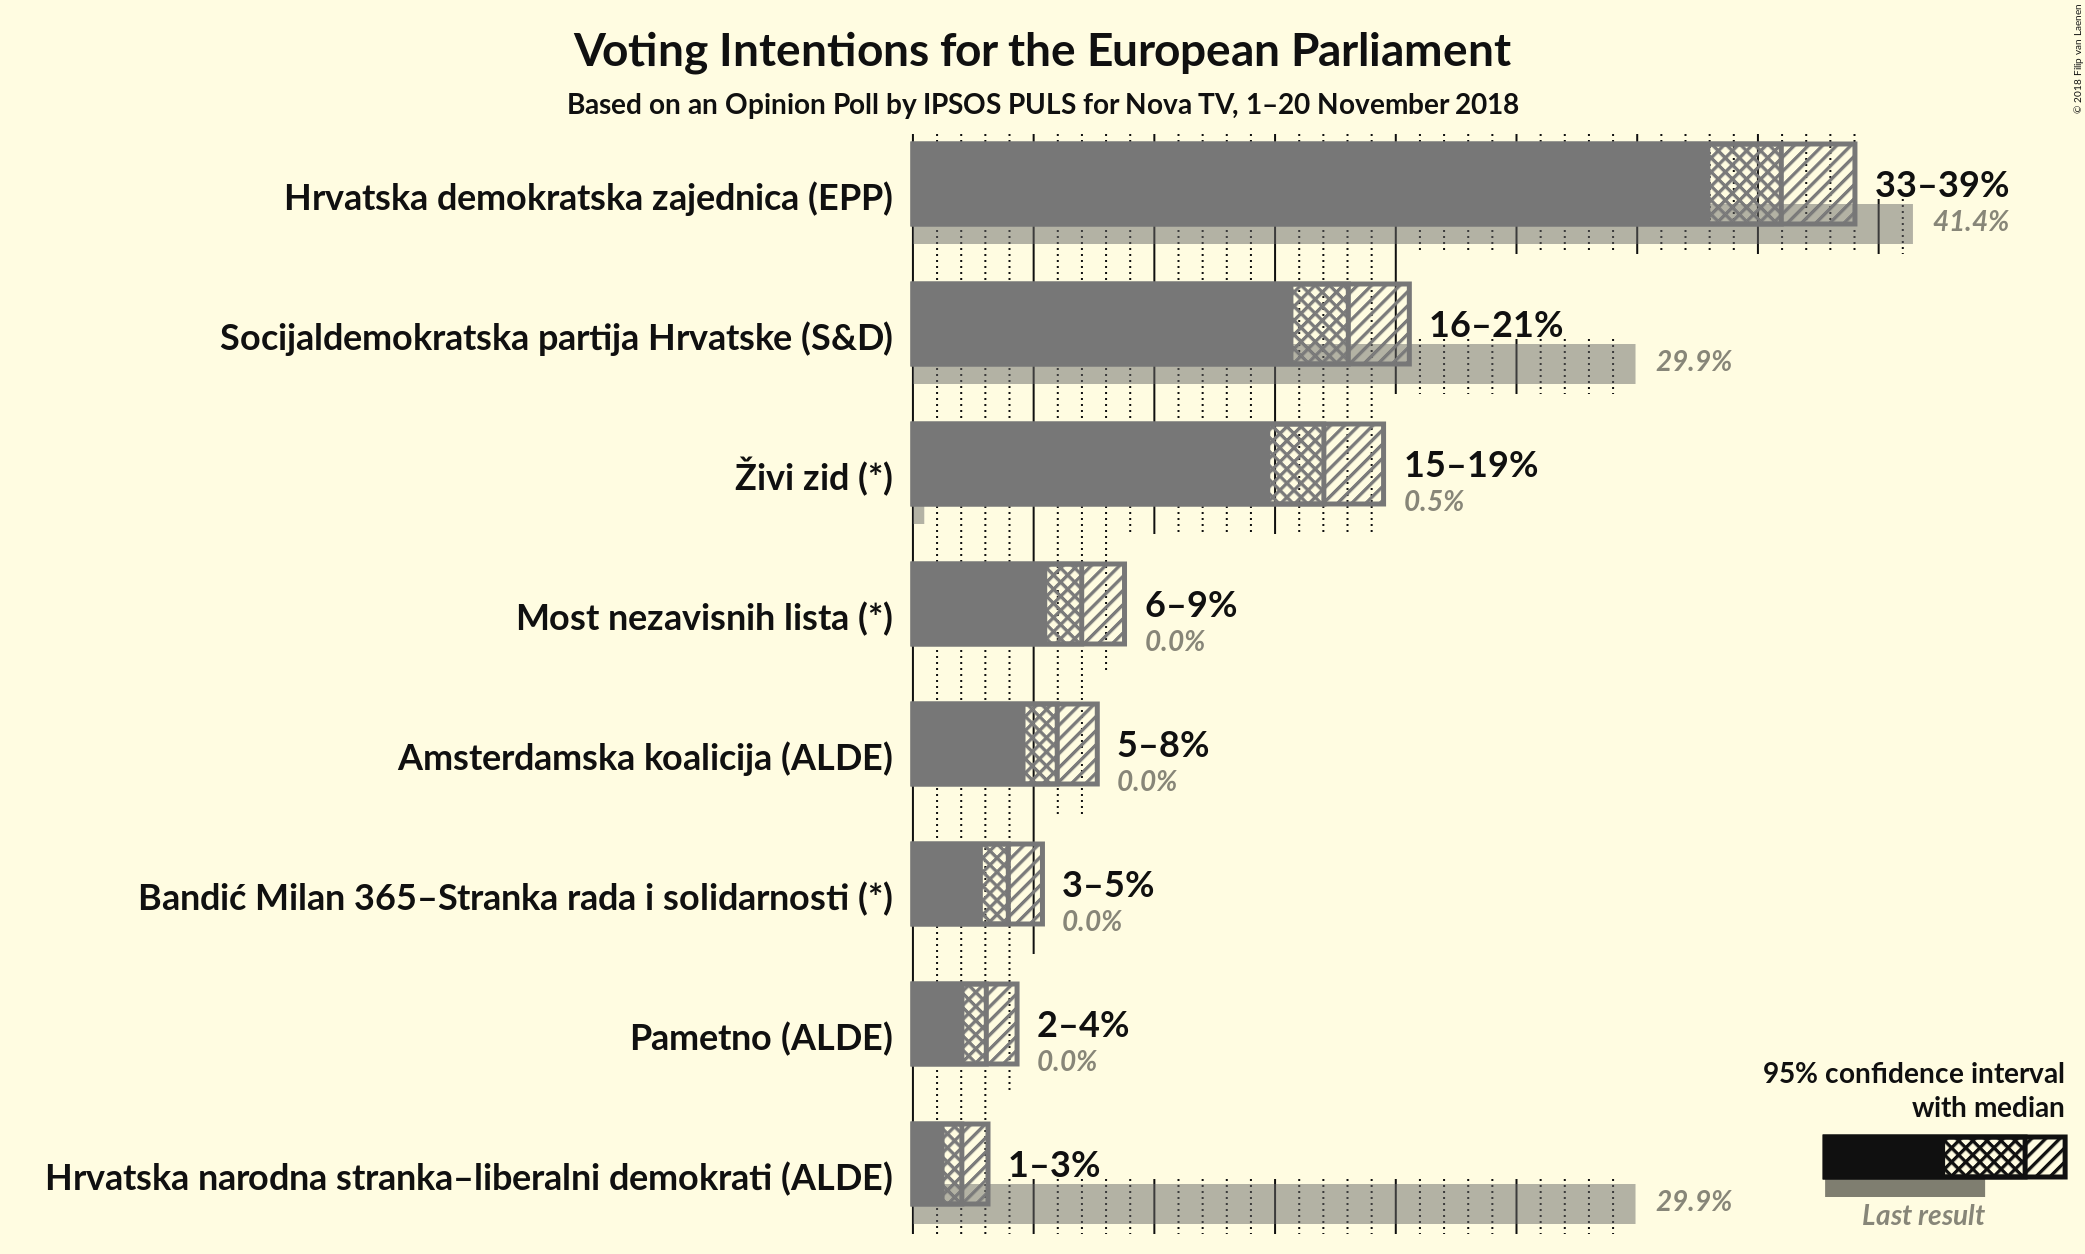 Voting Intentions for the European Parliament
Based on an Opinion Poll by IPSOS PULS for Nova TV, 1–20 November 2018
© 2018 Filip van Laenen
Hrvatska demokratska zajednica (EPP)
33–39%
41.4%
Socijaldemokratska partija Hrvatske (S&D)
16–21%
29.9%
Živi zid (*)
15–19%
0.5%
Most nezavisnih lista (*)
6–9%
0.0%
Amsterdamska koalicija (ALDE)
5–8%
0.0%
Bandić Milan 365–Stranka rada i solidarnosti (*)
3–5%
0.0%
Pametno (ALDE)
2–4%
0.0%
Hrvatska narodna stranka–liberalni demokrati (ALDE)
1–3%
29.9%
95% confidence interval
with median
Last result